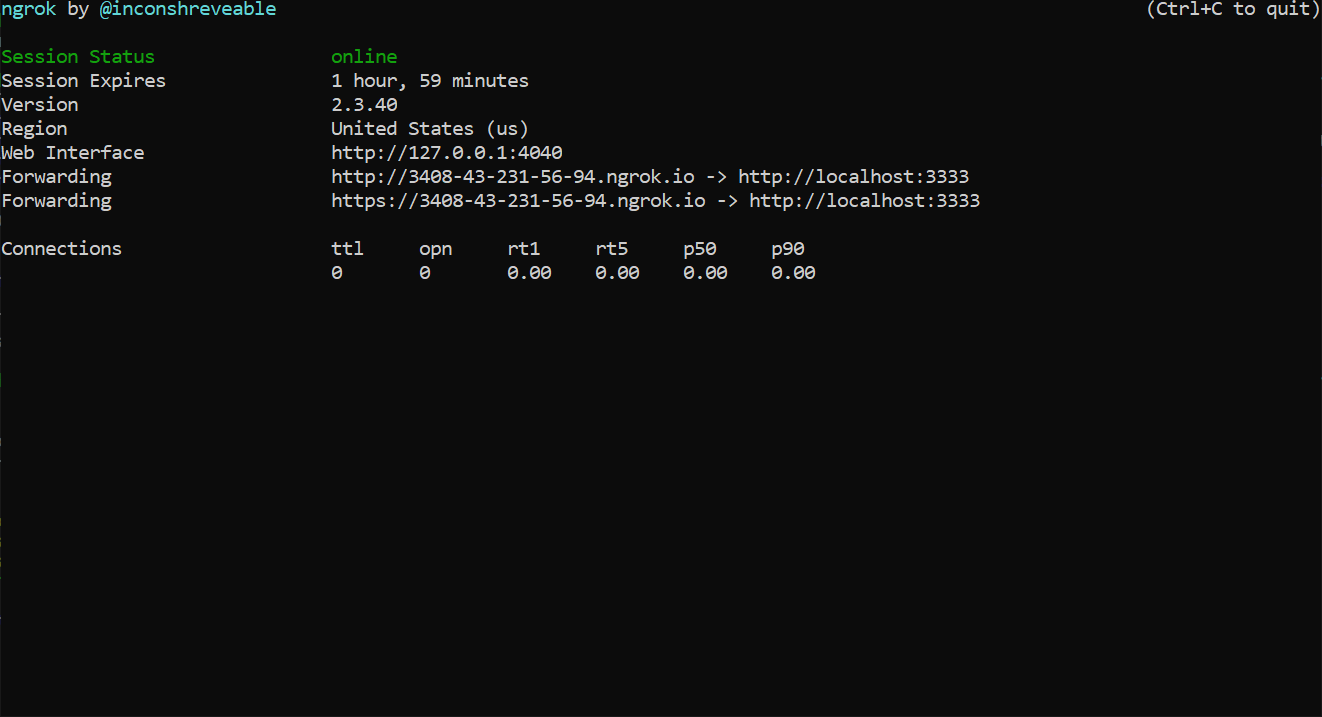 ngrok by @inconshreveable (Ctrl+C to quit)
Session Status online
Session Expires 1 hour, 59 minutes
Version 2.3.40
Region United States (us)
Web Interface http://127.0.0.1:4040
Forwarding http://3408-43-231-56-94.ngrok.io -> http://localhost:3333
Forwarding https://3408-43-231-56-94.ngrok.io -> http://localhost:3333
Connections ttl opn rt1 rt5 p50 p90
0 0 0.00 0.00 0.00 0.00